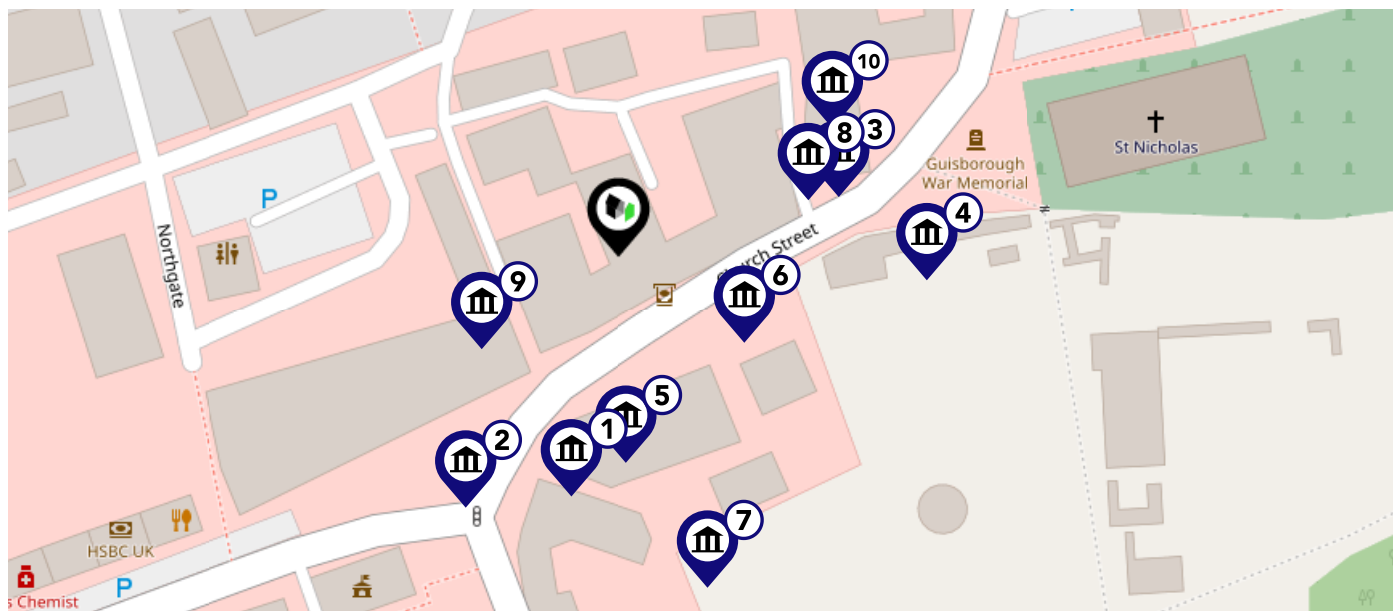 10
8
3
P
Guisborough
War Memorial
St Nicholas
4
Northgate
Church Street
9
6
5
1
2
7
HSBC UK
P
s Chemist